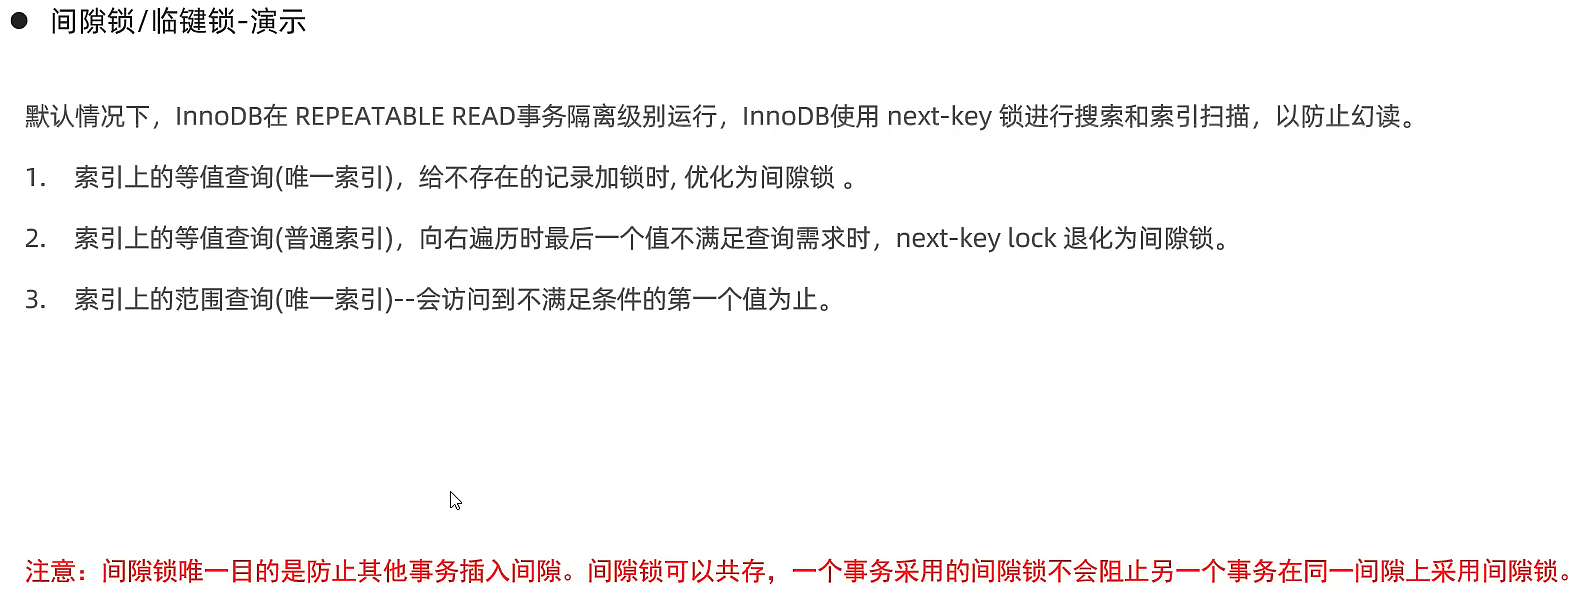 ● 间隙锁/临键锁-演示
默认情况下，InnoDB在 REPEATABLE READ事务隔离级别运行，InnoDB使用 next-key 锁进行搜索和索引扫描，以防止幻读。
1. 索引上的等值查询(唯一索引)，给不存在的记录加锁时, 优化为间隙锁 。
2. 索引上的等值查询(普通索引)，向右遍历时最后一个值不满足查询需求时，next-key lock 退化为间隙锁。
3. 索引上的范围查询(唯一索引)--会访问到不满足条件的第一个值为止。
注意：间隙锁唯一目的是防止其他事务插入间隙。间隙锁可以共存，一个事务采用的间隙锁不会阻止另一个事务在同一间隙上采用间隙锁。